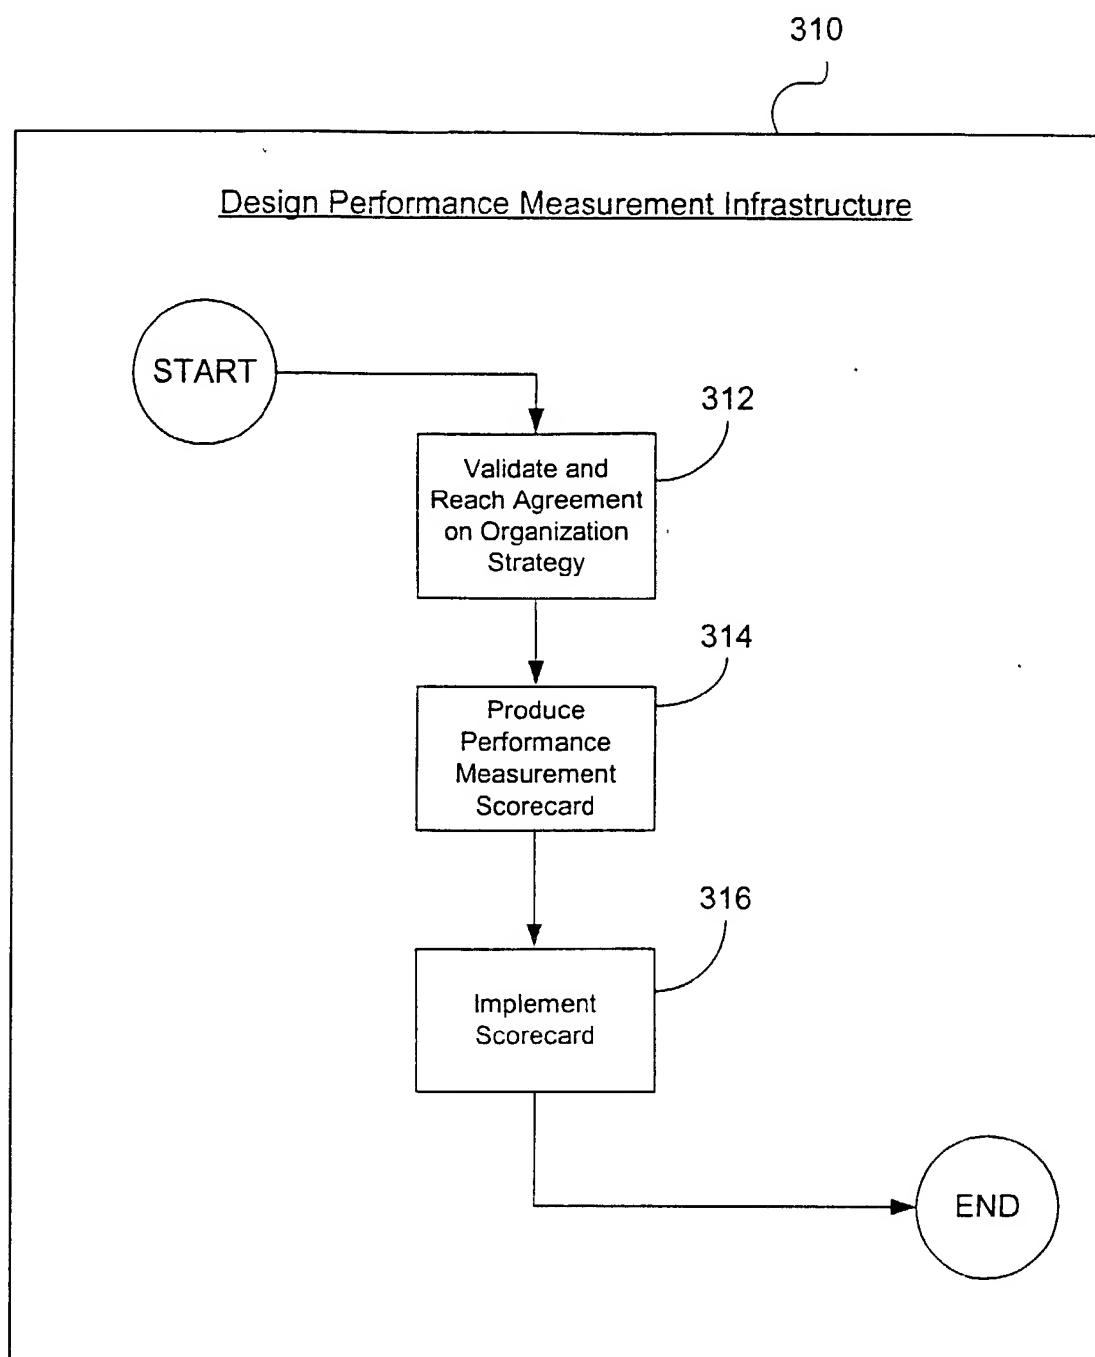 310
Design Performance Measurement Infrastructure
START
312
Validate and
Reach Agreement
on Organization
Strategy
314
Produce
Performance
Measurement
Scorecard
316
Implement
Scorecard
END